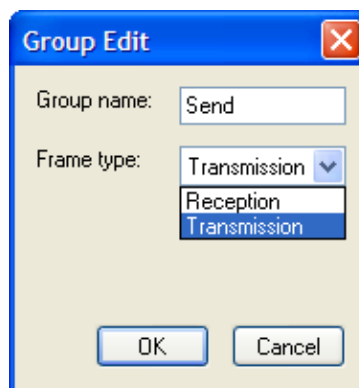 Group Edit
Group name: Send
Frame type: Transmission
Reception
Transmission
OK Cancel